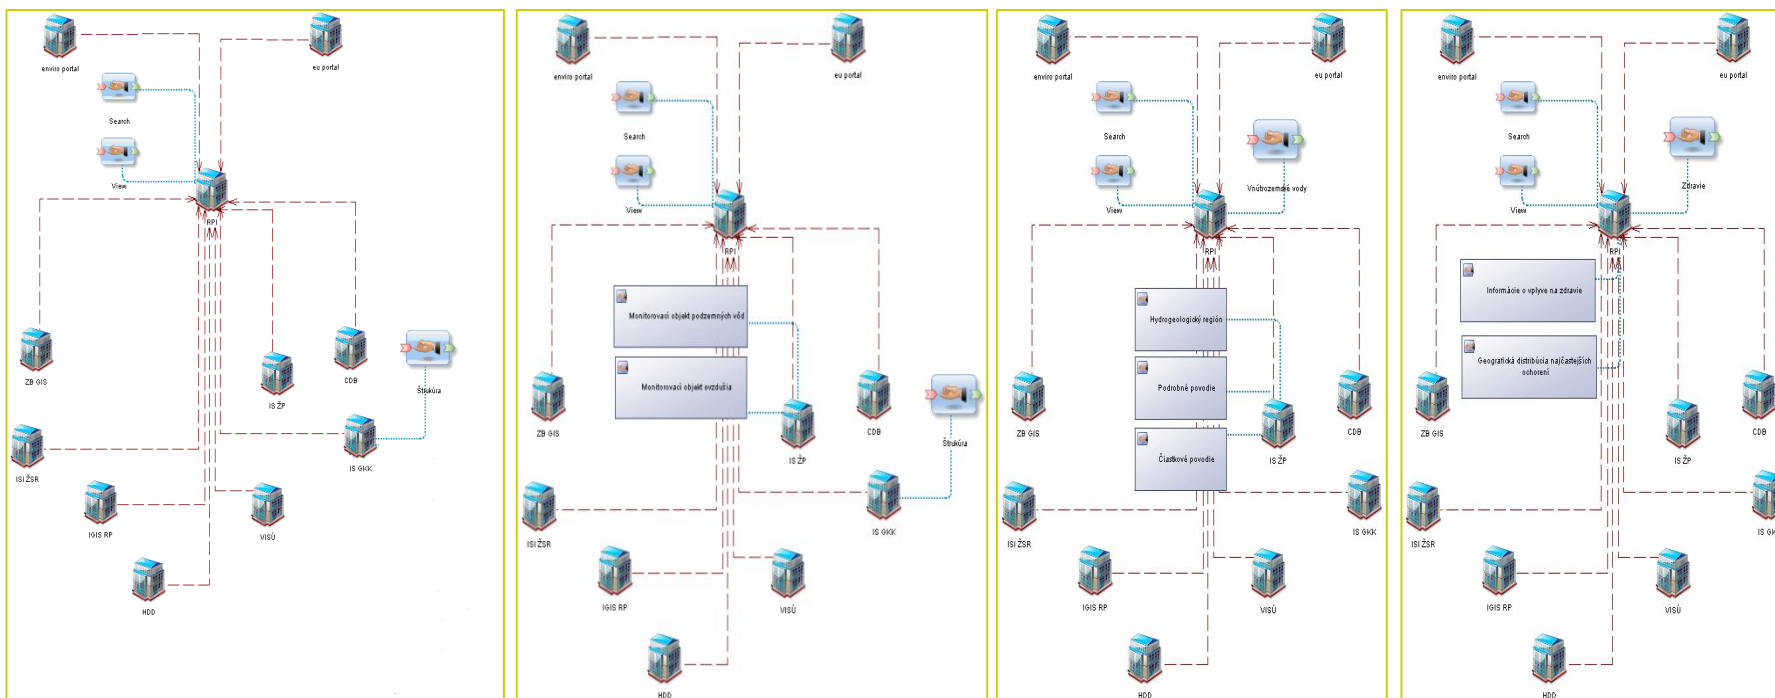 enviro portal
eu portal
Search
View
RPI
ZB GIS
CDB
IS ŽP
Štrukúra
IS GKK
ISI ŽSR
IGIS RP
VISÚ
HDD
enviro portal
eu portal
Search
View
RPI
Monitorovací objekt podzemných vôd
Monitorovací objekt ovzdušia
ZB GIS
CDB
Štrukúra
IS ŽP
ISI ŽSR
IS GKK
IGIS RP
VISÚ
HDD
enviro portal
eu portal
Search
Vnútrozemské vody
View
RPI
Hydrogeologický región
Podrobné povodie
Čiastkové povodie
ZB GIS
CDB
IS ŽP
ISI ŽSR
IS GKK
IGIS RP
VISÚ
HDD
enviro portal
eu portal
Search
Zdravie
View
RPI
Informácie o vplyve na zdravie
Geografická distribúcia najčastejších
ochorení
ZB GIS
CDB
IS ŽP
ISI ŽSR
IS GK
IGIS RP
VISÚ
HDD